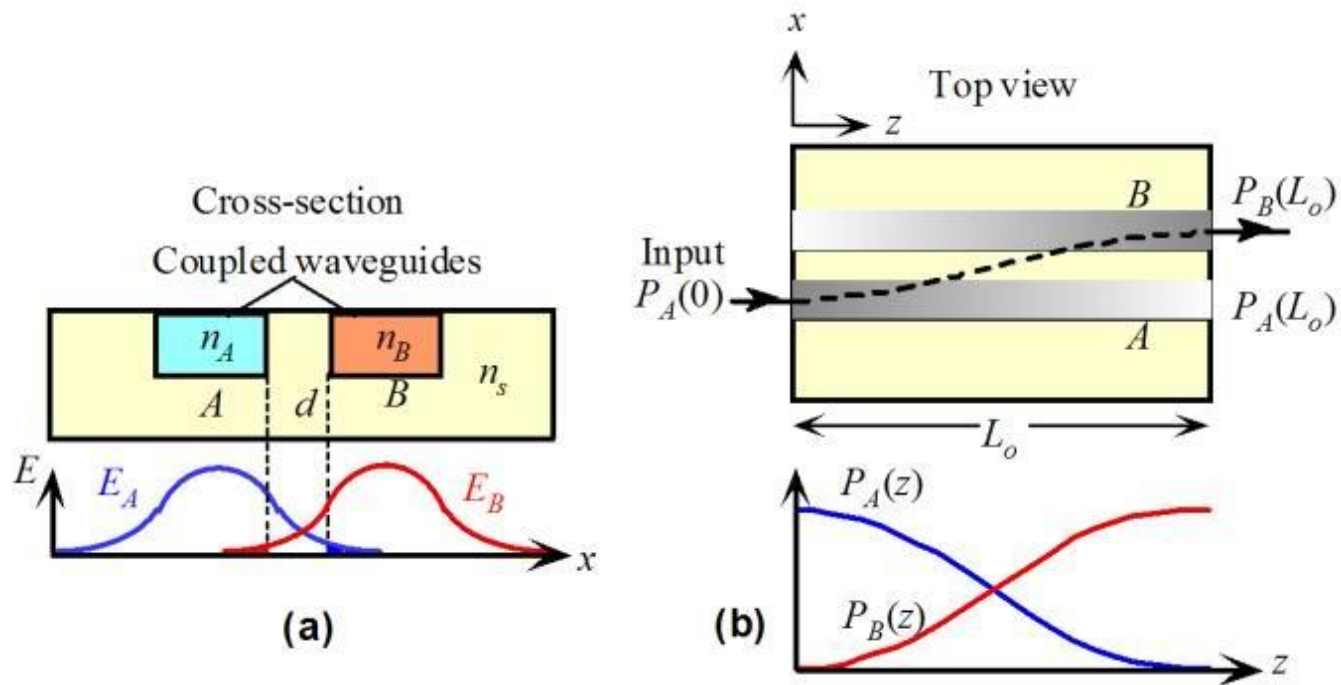 Cross-section
Coupled waveguides
n_A
n_B
n_s
A
d
B
E
E_A
E_B
x
(a)
x
Top view
z
B
P_B(L_o)
Input
P_A(0)
P_A(L_o)
A
L_o
P_A(z)
P_B(z)
z
(b)